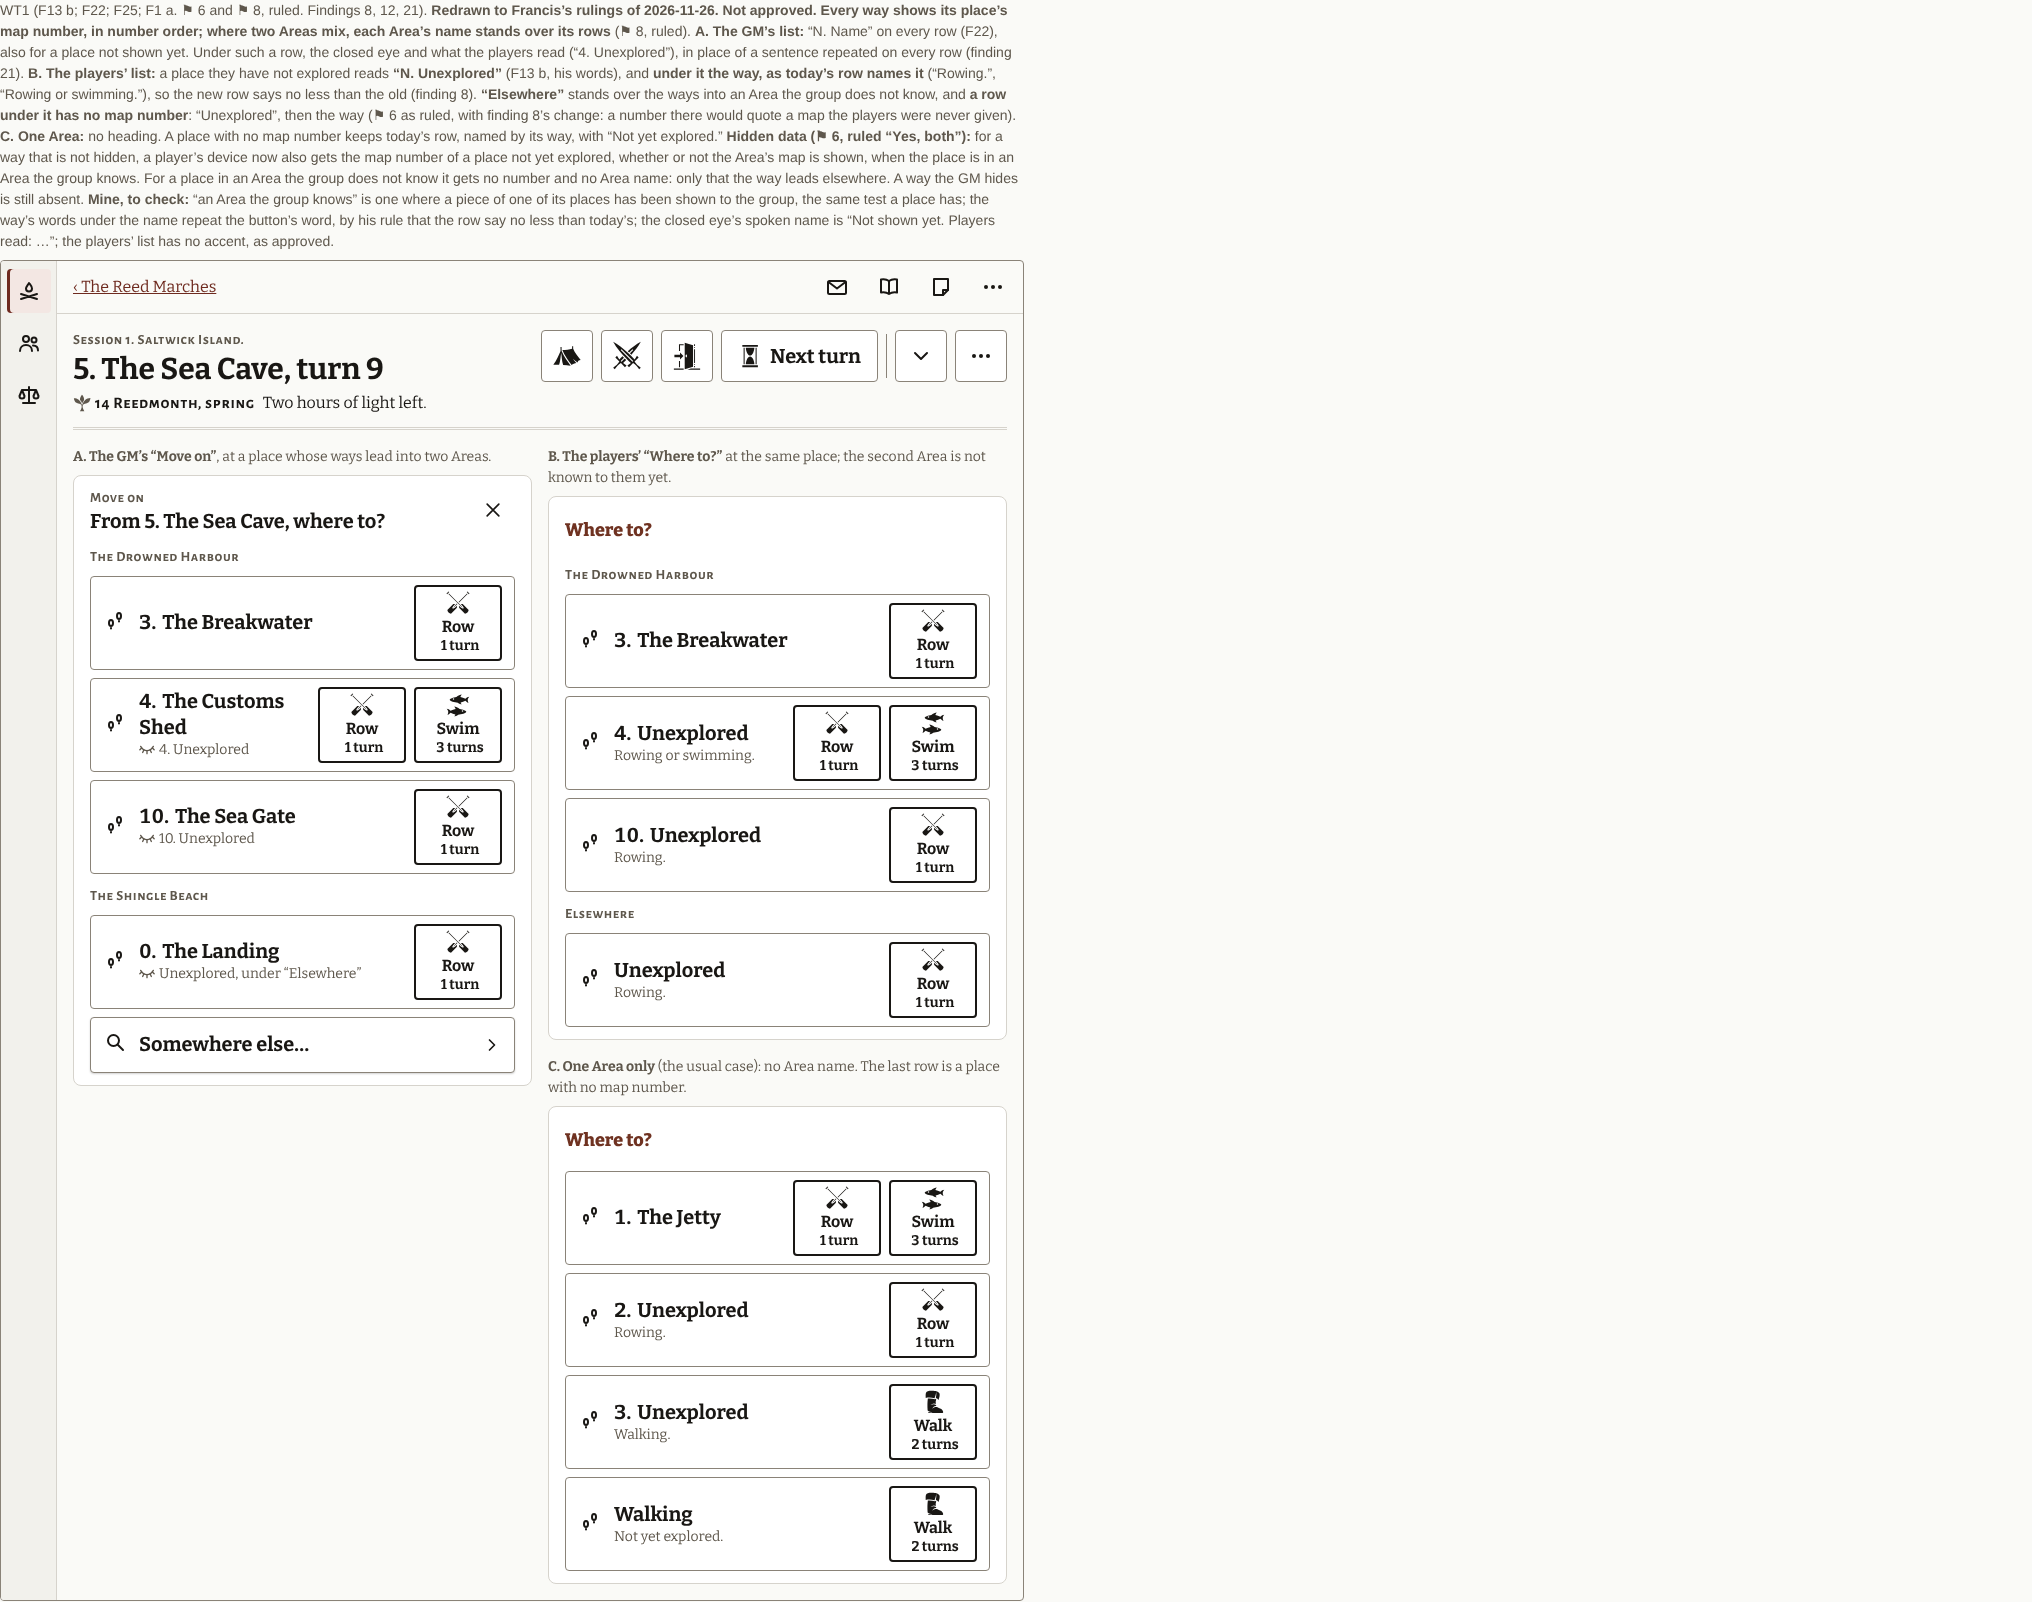 WT1 (F13 b; F22; F25; F1 a. ⚑ 6 and ⚑ 8, ruled. Findings 8, 12, 21). Redrawn to Francis’s rulings of 2026-11-26. Not approved. Every way shows its place’s
map number, in number order; where two Areas mix, each Area’s name stands over its rows (⚑ 8, ruled). A. The GM’s list: “N. Name” on every row (F22),
also for a place not shown yet. Under such a row, the closed eye and what the players read (“4. Unexplored”), in place of a sentence repeated on every row (finding
21). B. The players’ list: a place they have not explored reads “N. Unexplored” (F13 b, his words), and under it the way, as today’s row names it (“Rowing.”,
“Rowing or swimming.”), so the new row says no less than the old (finding 8). “Elsewhere” stands over the ways into an Area the group does not know, and a row
under it has no map number: “Unexplored”, then the way (⚑ 6 as ruled, with finding 8’s change: a number there would quote a map the players were never given).
C. One Area: no heading. A place with no map number keeps today’s row, named by its way, with “Not yet explored.” Hidden data (⚑ 6, ruled “Yes, both”): for a
way that is not hidden, a player’s device now also gets the map number of a place not yet explored, whether or not the Area’s map is shown, when the place is in an
Area the group knows. For a place in an Area the group does not know it gets no number and no Area name: only that the way leads elsewhere. A way the GM hides
is still absent. Mine, to check: “an Area the group knows” is one where a piece of one of its places has been shown to the group, the same test a place has; the
way’s words under the name repeat the button’s word, by his rule that the row say no less than today’s; the closed eye’s spoken name is “Not shown yet. Players
read: …”; the players’ list has no accent, as approved.
‹ The Reed Marches
Session 1. Saltwick Island.
5. The Sea Cave, turn 9
Next turn
14 Reedmonth, spring Two hours of light left.
A. The GM’s “Move on”, at a place whose ways lead into two Areas.
Move on
From 5. The Sea Cave, where to?
The Drowned Harbour
3. The Breakwater
Row
1 turn
4. The Customs
Shed
4. Unexplored
Row
1 turn
Swim
3 turns
10. The Sea Gate
10. Unexplored
Row
1 turn
The Shingle Beach
0. The Landing
Unexplored, under “Elsewhere”
Row
1 turn
Somewhere else…
B. The players’ “Where to?” at the same place; the second Area is not
known to them yet.
Where to?
The Drowned Harbour
3. The Breakwater
Row
1 turn
4. Unexplored
Rowing or swimming.
Row
1 turn
Swim
3 turns
10. Unexplored
Rowing.
Row
1 turn
Elsewhere
Unexplored
Rowing.
Row
1 turn
C. One Area only (the usual case): no Area name. The last row is a place
with no map number.
Where to?
1. The Jetty
Row
1 turn
Swim
3 turns
2. Unexplored
Rowing.
Row
1 turn
3. Unexplored
Walking.
Walk
2 turns
Walking
Not yet explored.
Walk
2 turns